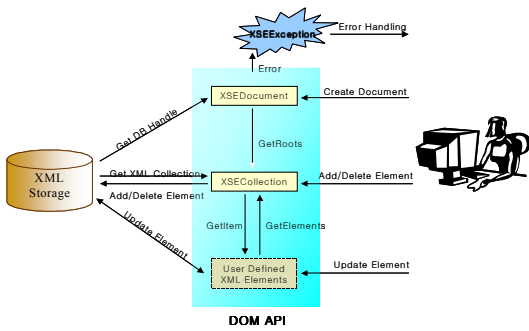 XSEException
Error Handling
Error
XSEDocument
Create Document
Get DB Handle
GetRoots
XML
Storage
Get XML Collection
XSECollection
Add/Delete Element
Add/Delete Element
Update Element
GetItem
GetElements
User Defined
XML Elements
Update Element
DOM API